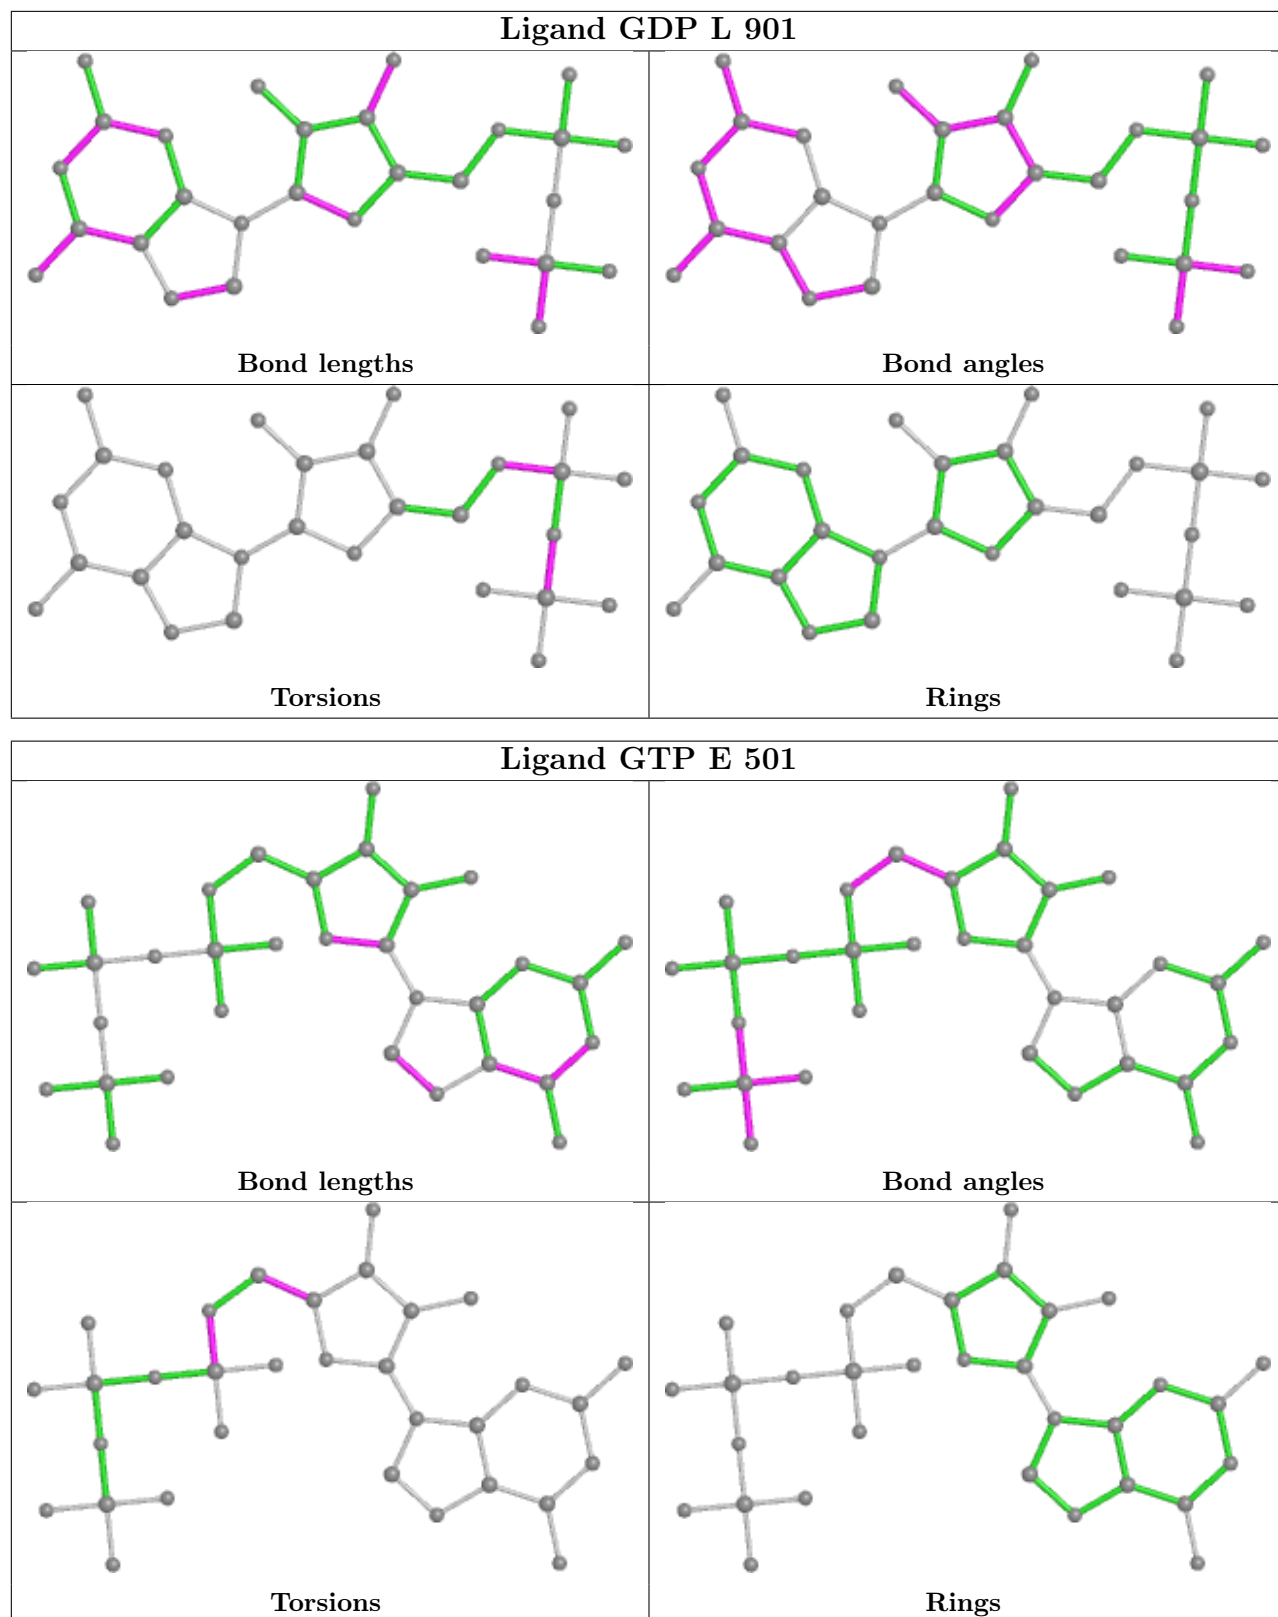 Ligand GDP L 901
Bond lengths
Bond angles
Torsions
Rings
Ligand GTP E 501
Bond lengths
Bond angles
Torsions
Rings